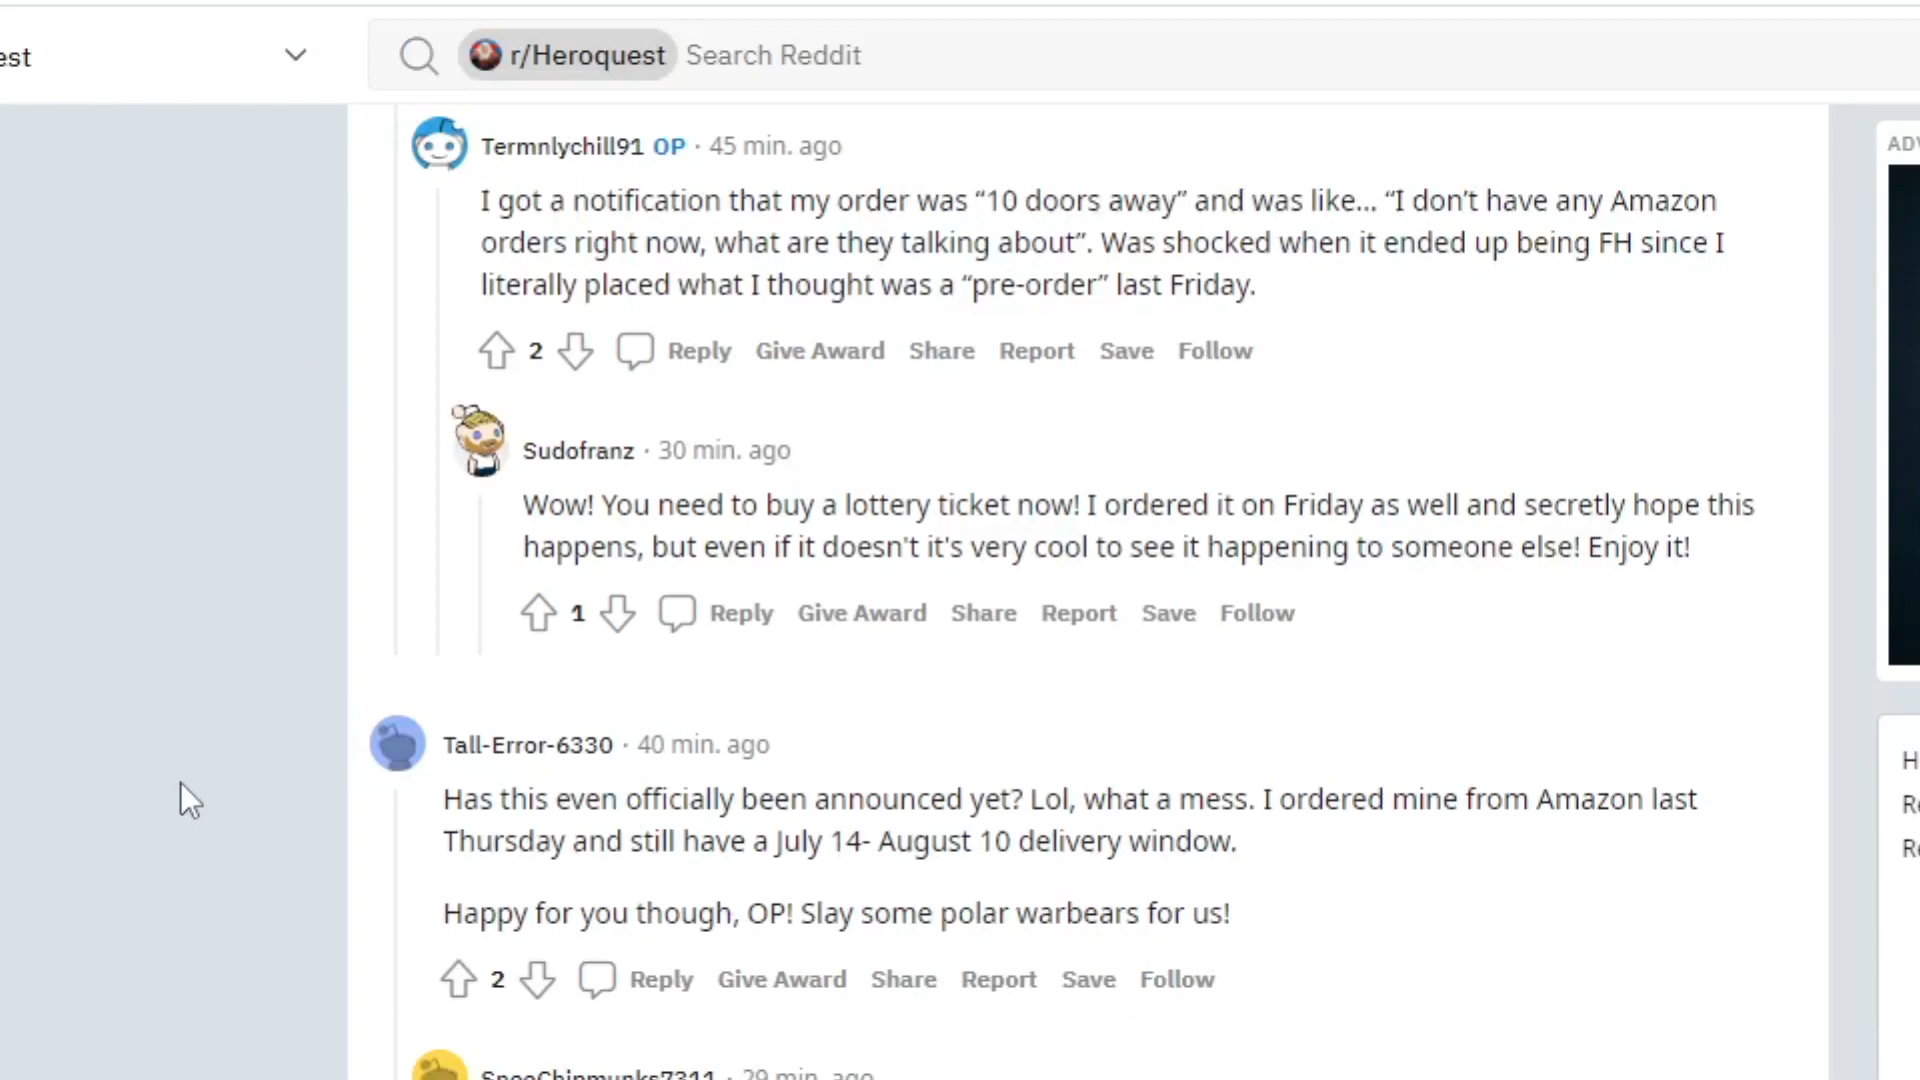 est
r/Heroquest Search Reddit
Termnlychill91 OP · 45 min. ago
I got a notification that my order was “10 doors away” and was like... “I don’t have any Amazon
orders right now, what are they talking about”. Was shocked when it ended up being FH since I
literally placed what I thought was a “pre-order” last Friday.
2 Reply Give Award Share Report Save Follow
Sudofranz · 30 min. ago
Wow! You need to buy a lottery ticket now! I ordered it on Friday as well and secretly hope this
happens, but even if it doesn't it's very cool to see it happening to someone else! Enjoy it!
1 Reply Give Award Share Report Save Follow
Tall-Error-6330 · 40 min. ago
Has this even officially been announced yet? Lol, what a mess. I ordered mine from Amazon last
Thursday and still have a July 14- August 10 delivery window.
Happy for you though, OP! Slay some polar warbears for us!
2 Reply Give Award Share Report Save Follow
29 min. ago
ADV
H
Re
Re